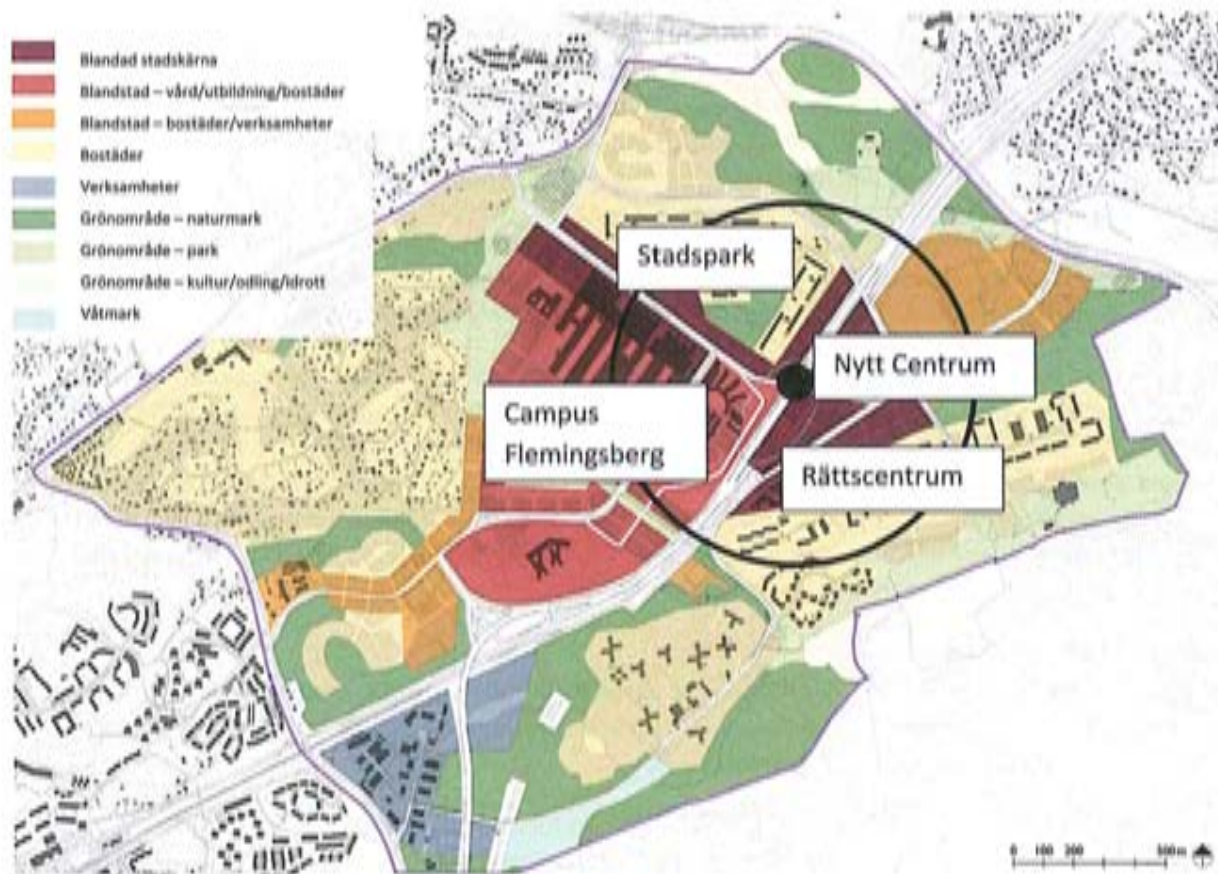 Blandad stadskärna
Blandstad – vård/utbildning/bostäder
Blandstad – bostäder/verksamheter
Bostäder
Verksamheter
Grönområde – naturmark
Grönområde – park
Grönområde – kultur/odling/idrott
Våtmark
Stadspark
Nytt Centrum
Campus
Flemingsberg
Rättscentrum
0 100 200 500 m